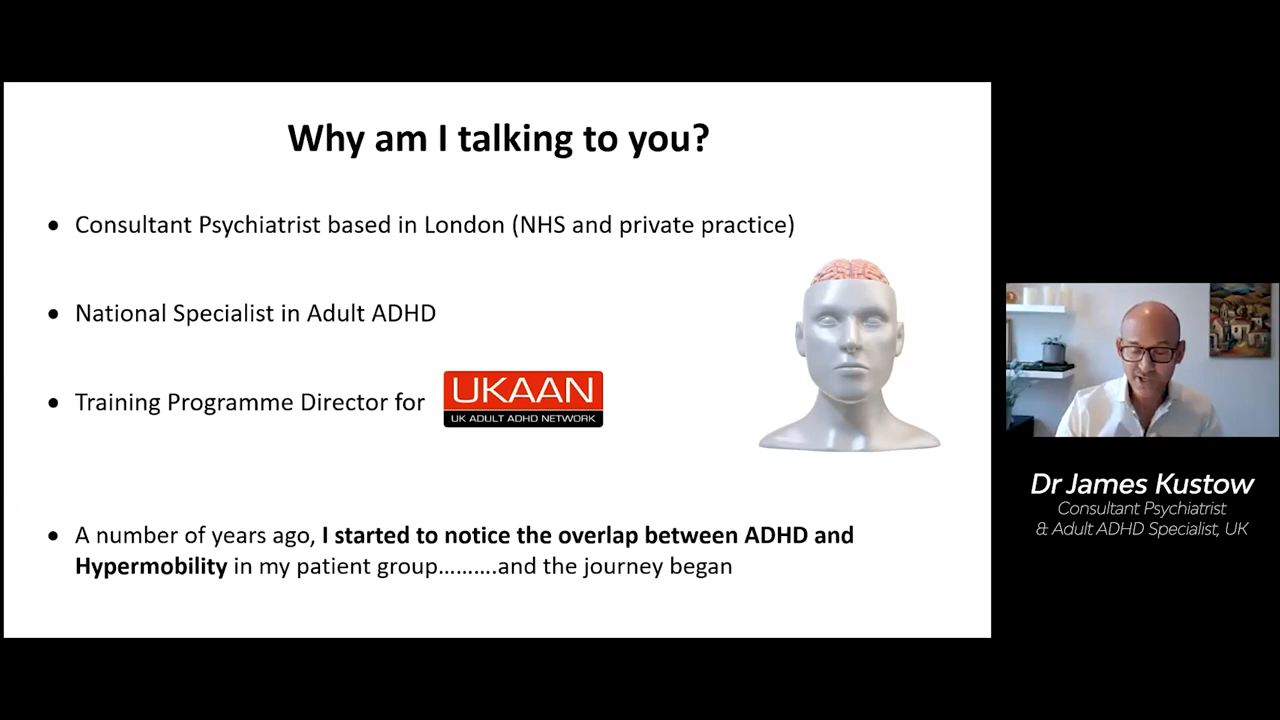 Why am I talking to you?
• Consultant Psychiatrist based in London (NHS and private practice)
• National Specialist in Adult ADHD
• Training Programme Director for
UKAAN
UK ADULT ADHD NETWORK
• A number of years ago, I started to notice the overlap between ADHD and
Hypermobility in my patient group……….and the journey began
Dr James Kustow
Consultant Psychiatrist
& Adult ADHD Specialist, UK